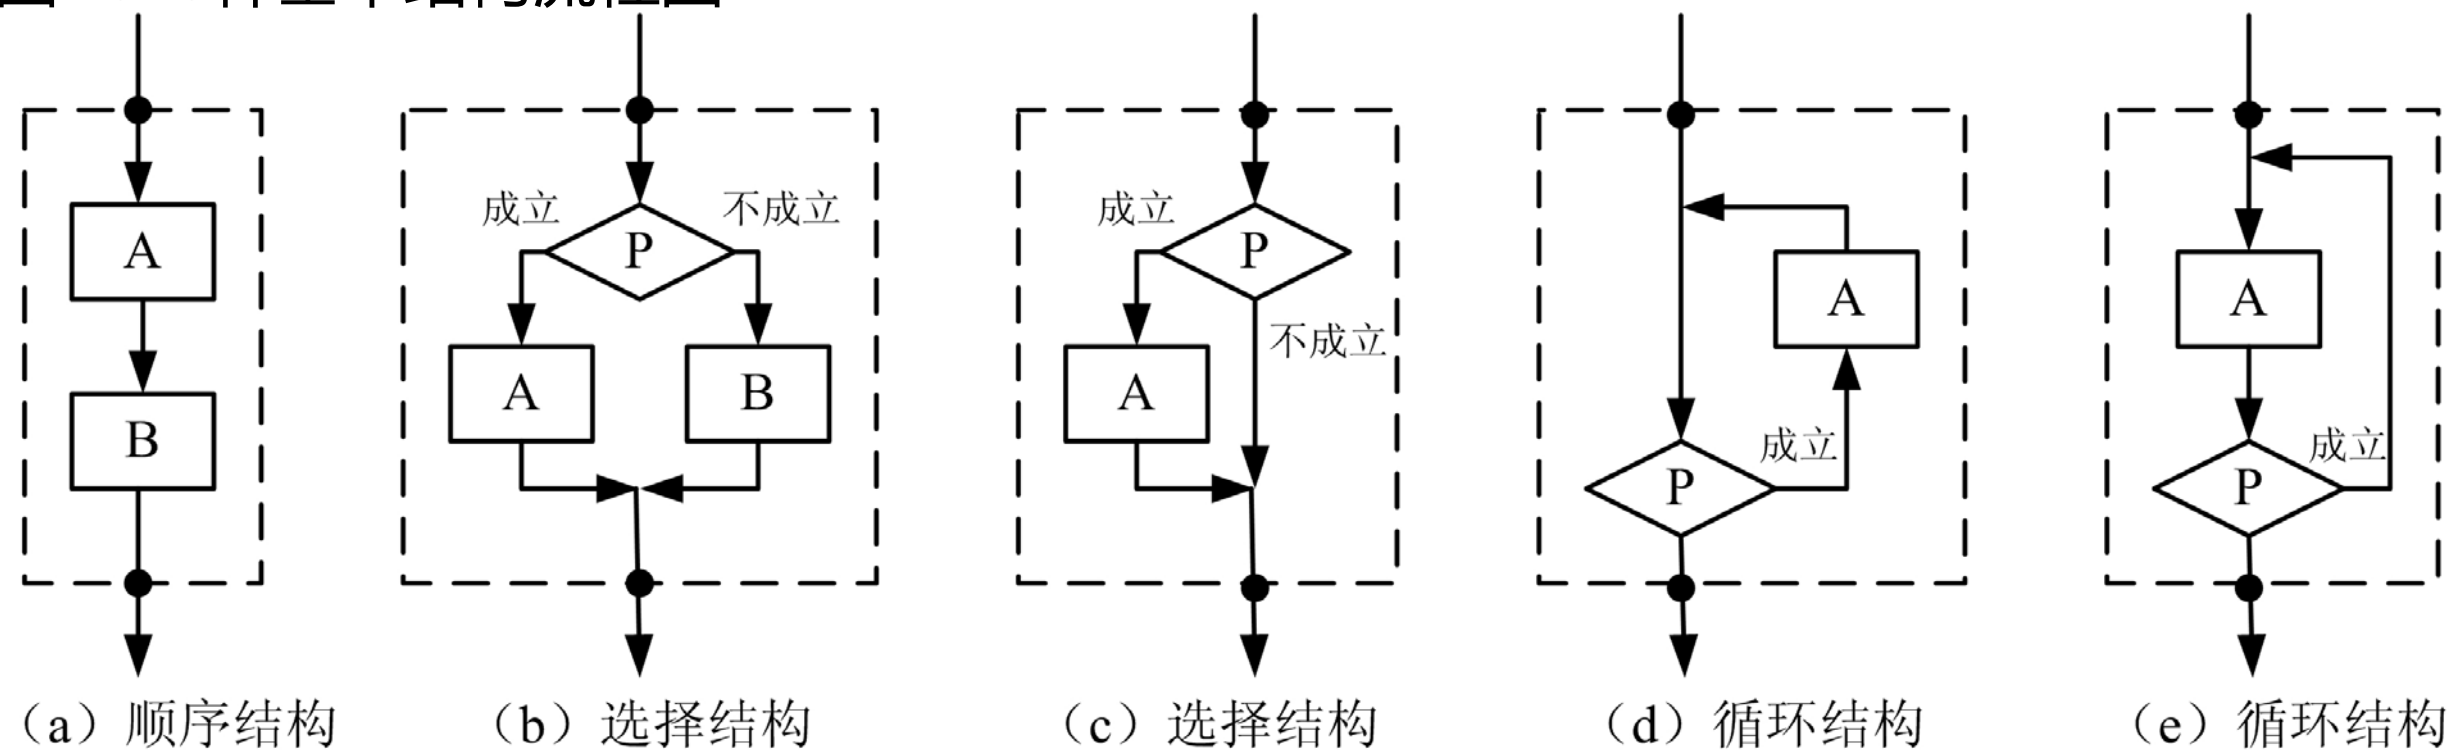 A
B
（a）顺序结构
成立
不成立
P
A
B
（b）选择结构
成立
P
不成立
A
（c）选择结构
A
成立
P
（d）循环结构
A
成立
P
（e）循环结构